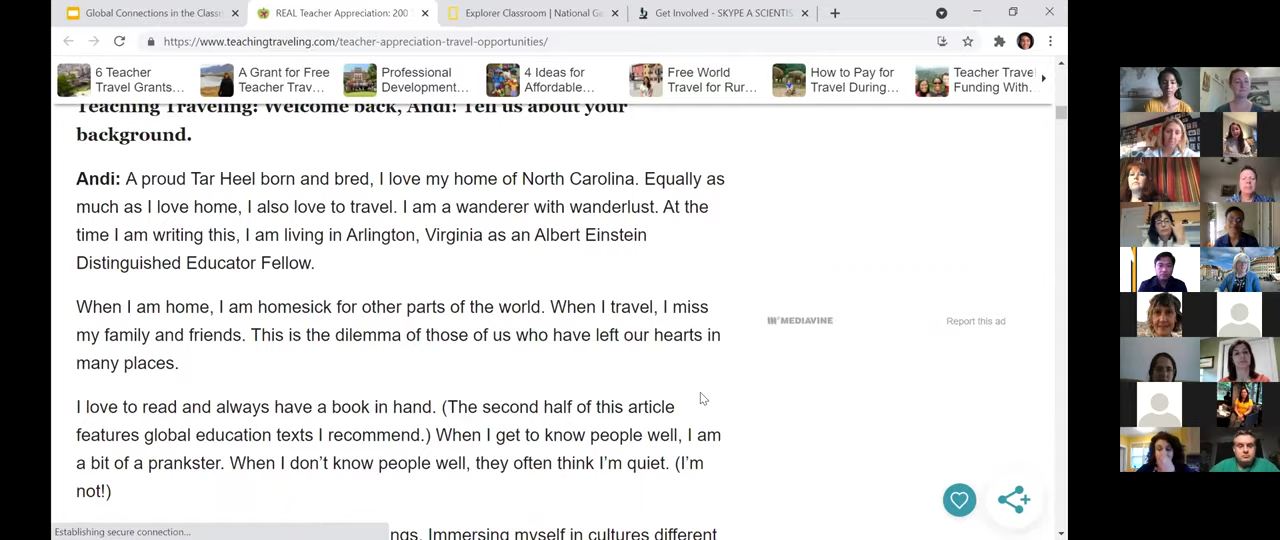 Global Connections in the Classr
REAL Teacher Appreciation: 200
Explorer Classroom | National Ge
Get Involved - SKYPE A SCIENTIS
https://www.teachingtraveling.com/teacher-appreciation-travel-opportunities/
6 Teacher
Travel Grants…
A Grant for Free
Teacher Trav…
Professional
Development…
4 Ideas for
Affordable…
Free World
Travel for Rur…
How to Pay for
Travel During…
Teacher Travel
Funding With…
Teaching Traveling: Welcome back, Andi! Tell us about your
background.
Andi: A proud Tar Heel born and bred, I love my home of North Carolina. Equally as
much as I love home, I also love to travel. I am a wanderer with wanderlust. At the
time I am writing this, I am living in Arlington, Virginia as an Albert Einstein
Distinguished Educator Fellow.
When I am home, I am homesick for other parts of the world. When I travel, I miss
my family and friends. This is the dilemma of those of us who have left our hearts in
many places.
MEDIAVINE
Report this ad
I love to read and always have a book in hand. (The second half of this article
features global education texts I recommend.) When I get to know people well, I am
a bit of a prankster. When I don't know people well, they often think I'm quiet. (I'm
not!)
Establishing secure connection...
ngs. Immersing myself in cultures different